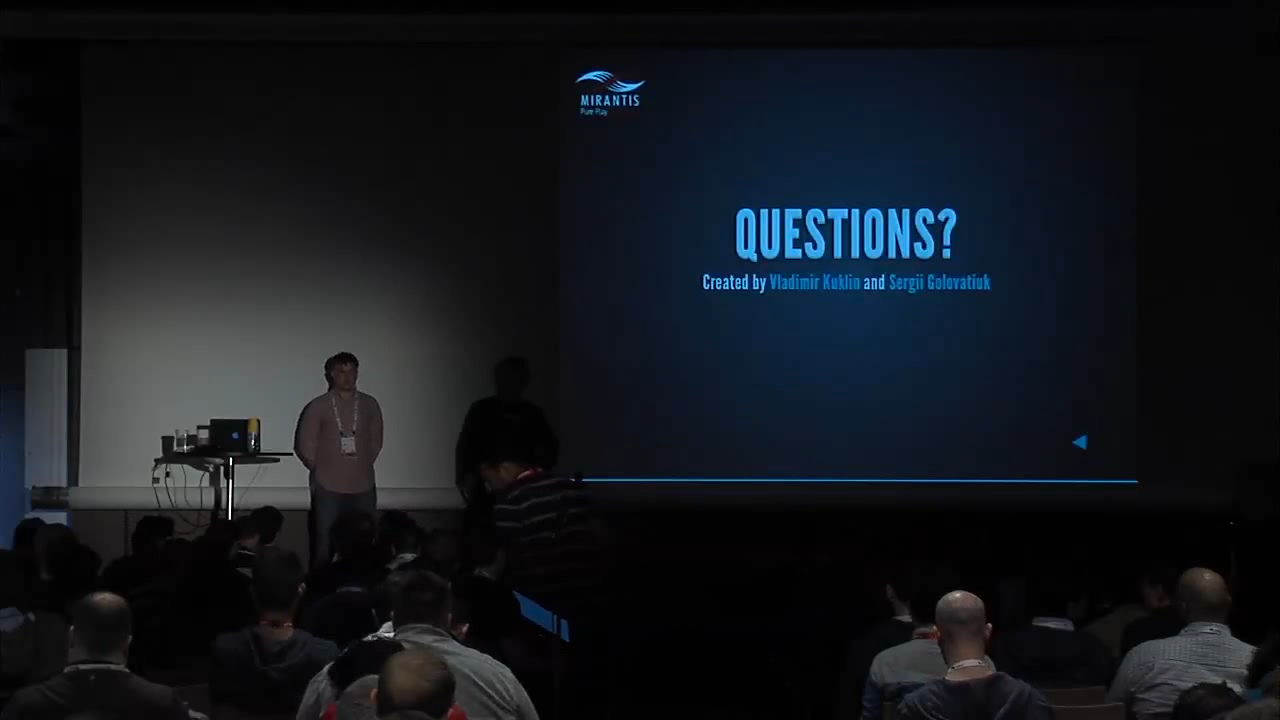 MIRANTIS
Pure Play
QUESTIONS?
Created by Vladimir Kuklin and Sergii Golovatiuk